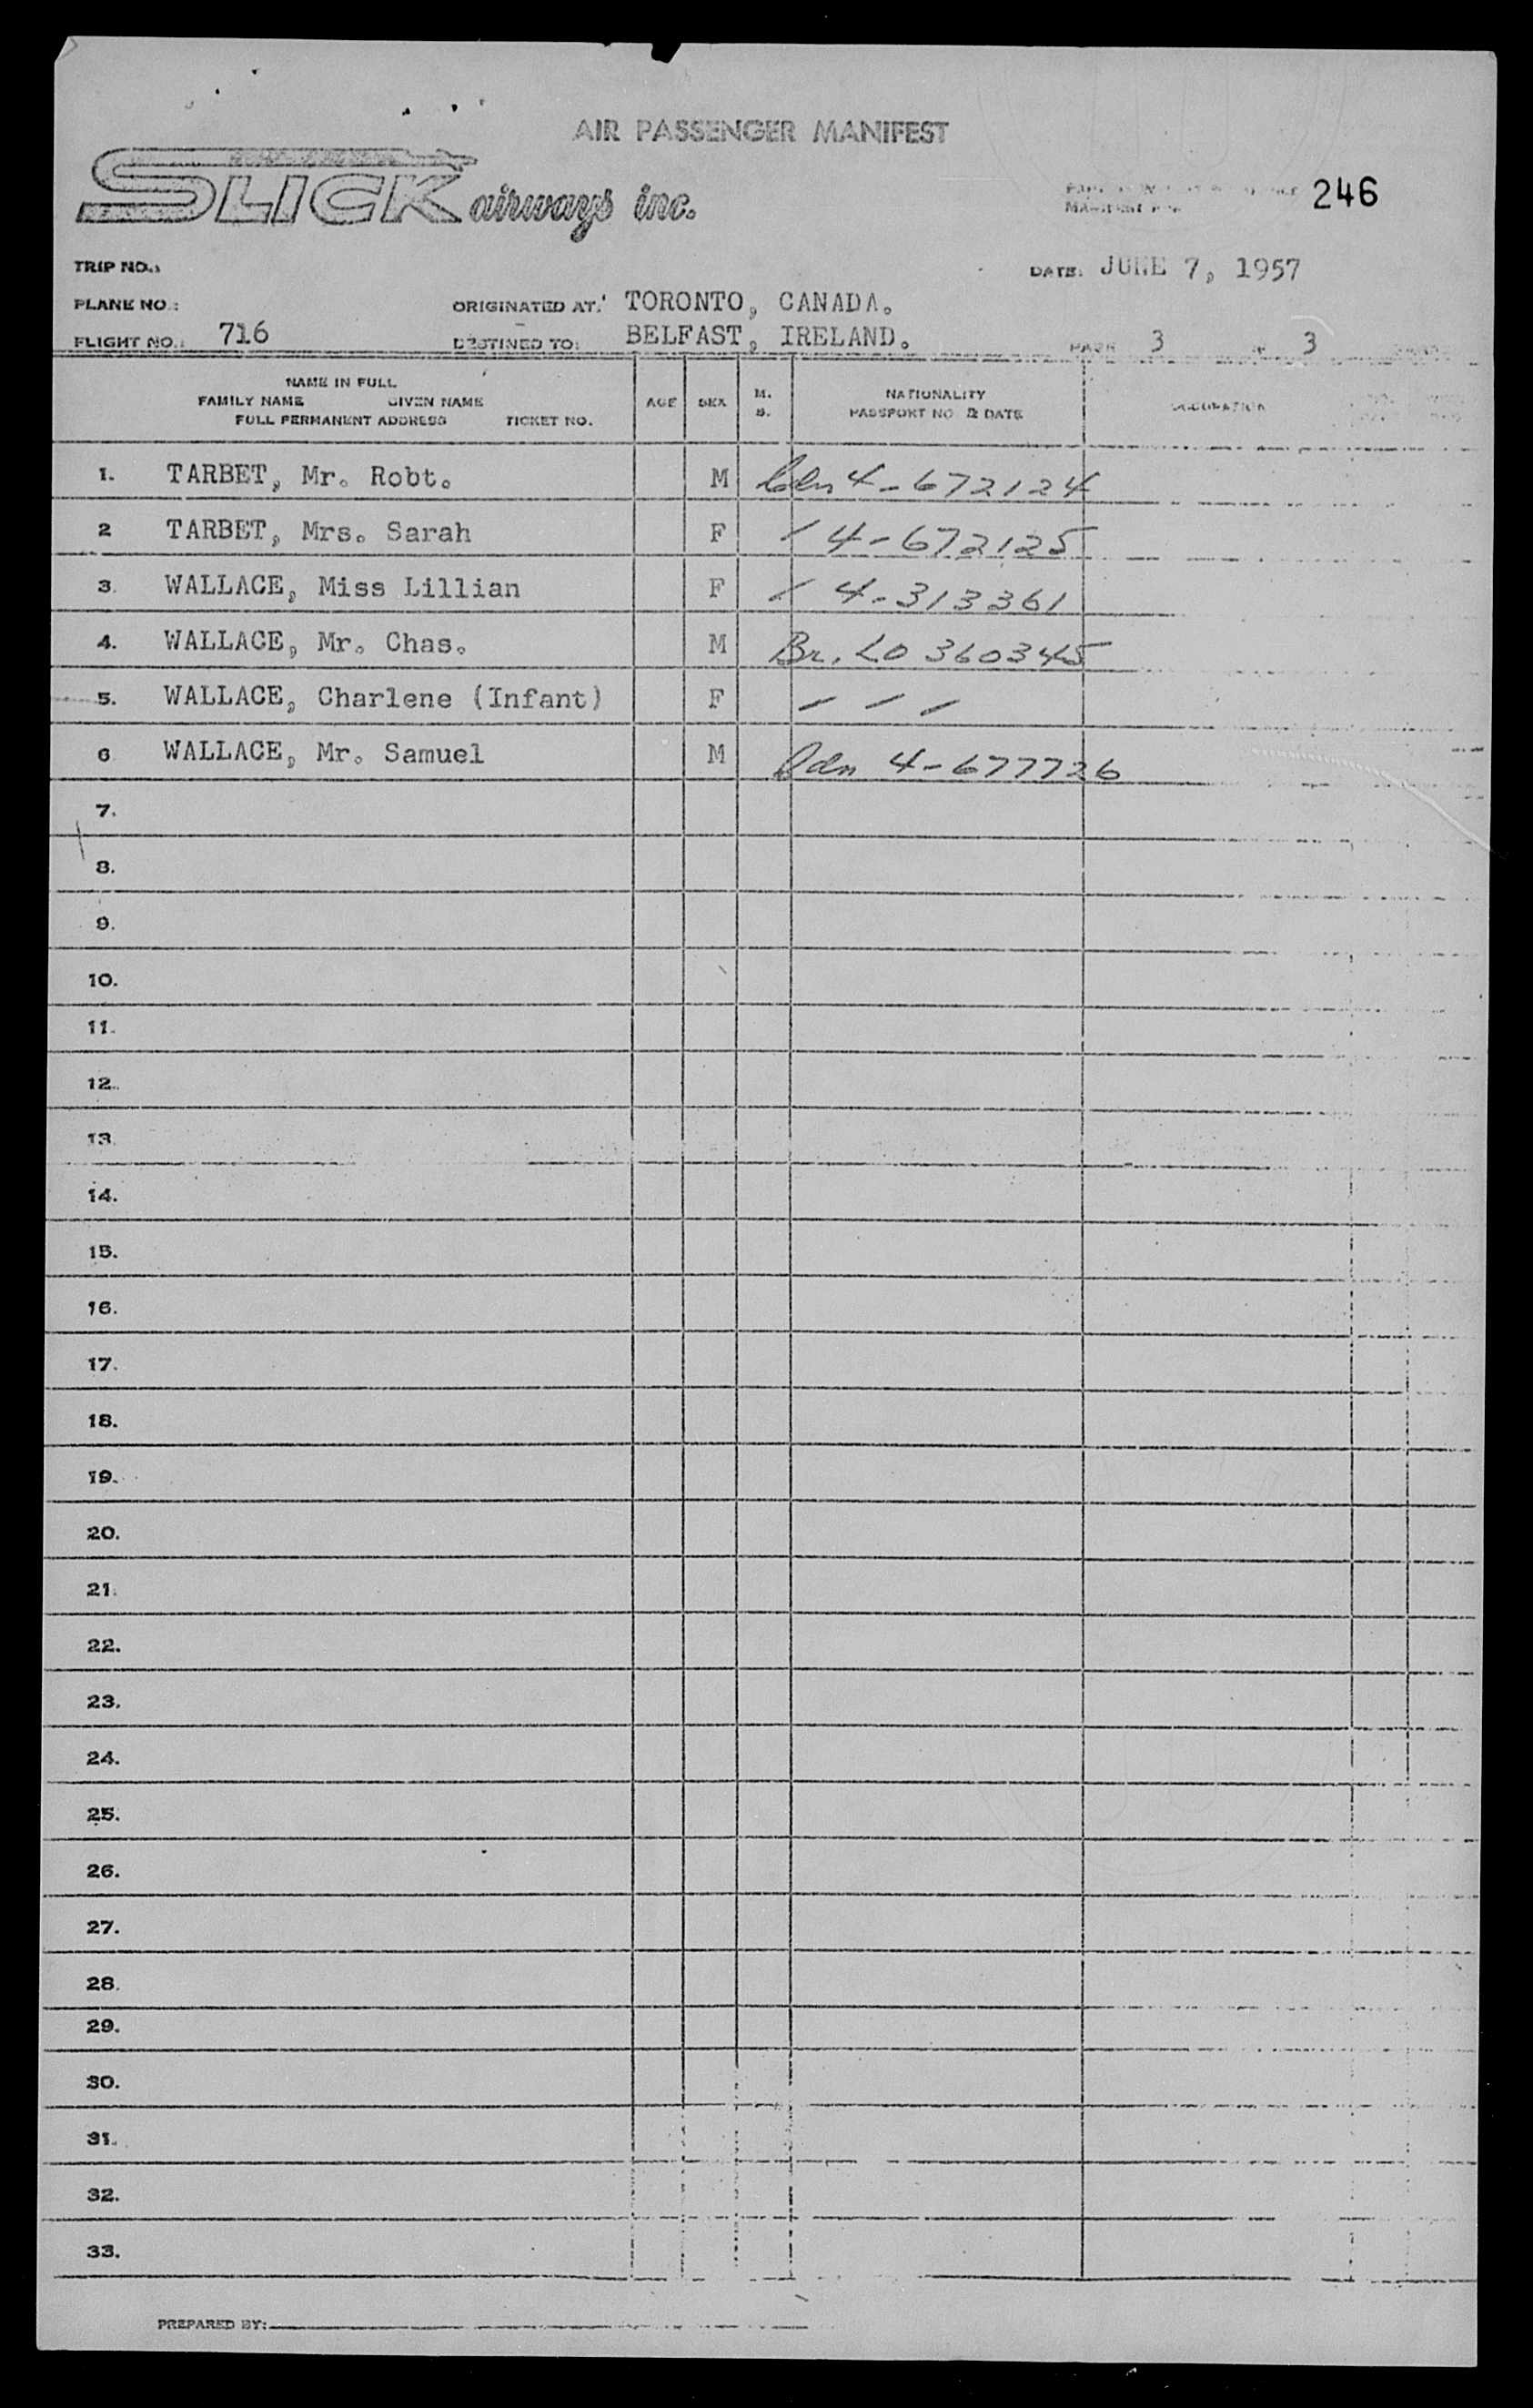 AIR PASSENGER MANIFEST
SLICK airways inc.
246
TRIP NO.:
DATE: JUNE 7, 1957
PLANE NO.:
ORIGINATED AT: TORONTO, CANADA.
FLIGHT NO.: 716
DESTINED TO: BELFAST, IRELAND.
PAGE 3 OF 3
NAME IN FULL
FAMILY NAME GIVEN NAME
FULL PERMANENT ADDRESS TICKET NO.
AGE
SEX
M.
S.
NATIONALITY
PASSPORT NO & DATE
OCCUPATION
1. TARBET, Mr. Robt. M Cdn 4-672124
2 TARBET, Mrs. Sarah F 4-672125
3. WALLACE, Miss Lillian F 4-313361
4. WALLACE, Mr. Chas. M Br. LO 360345
5. WALLACE, Charlene (Infant) F
6 WALLACE, Mr. Samuel M Cdn 4-677726
7.
8.
9.
10.
11.
12.
13.
14.
15.
16.
17.
18.
19.
20.
21.
22.
23.
24.
25.
26.
27.
28.
29.
30.
31.
32.
33.
PREPARED BY: